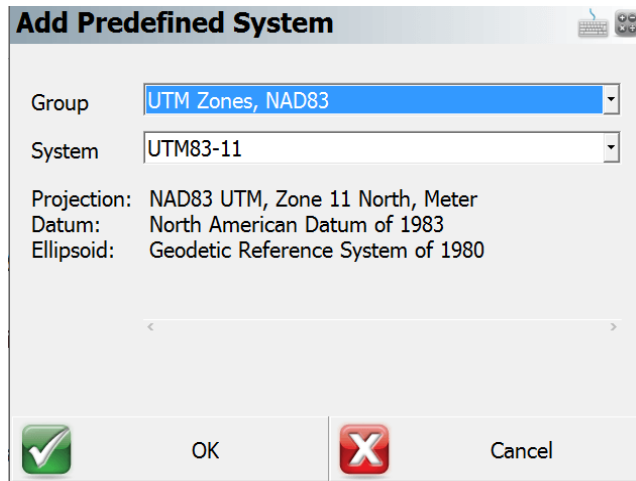 Add Predefined System
Group UTM Zones, NAD83
System UTM83-11
Projection: NAD83 UTM, Zone 11 North, Meter
Datum: North American Datum of 1983
Ellipsoid: Geodetic Reference System of 1980
OK Cancel